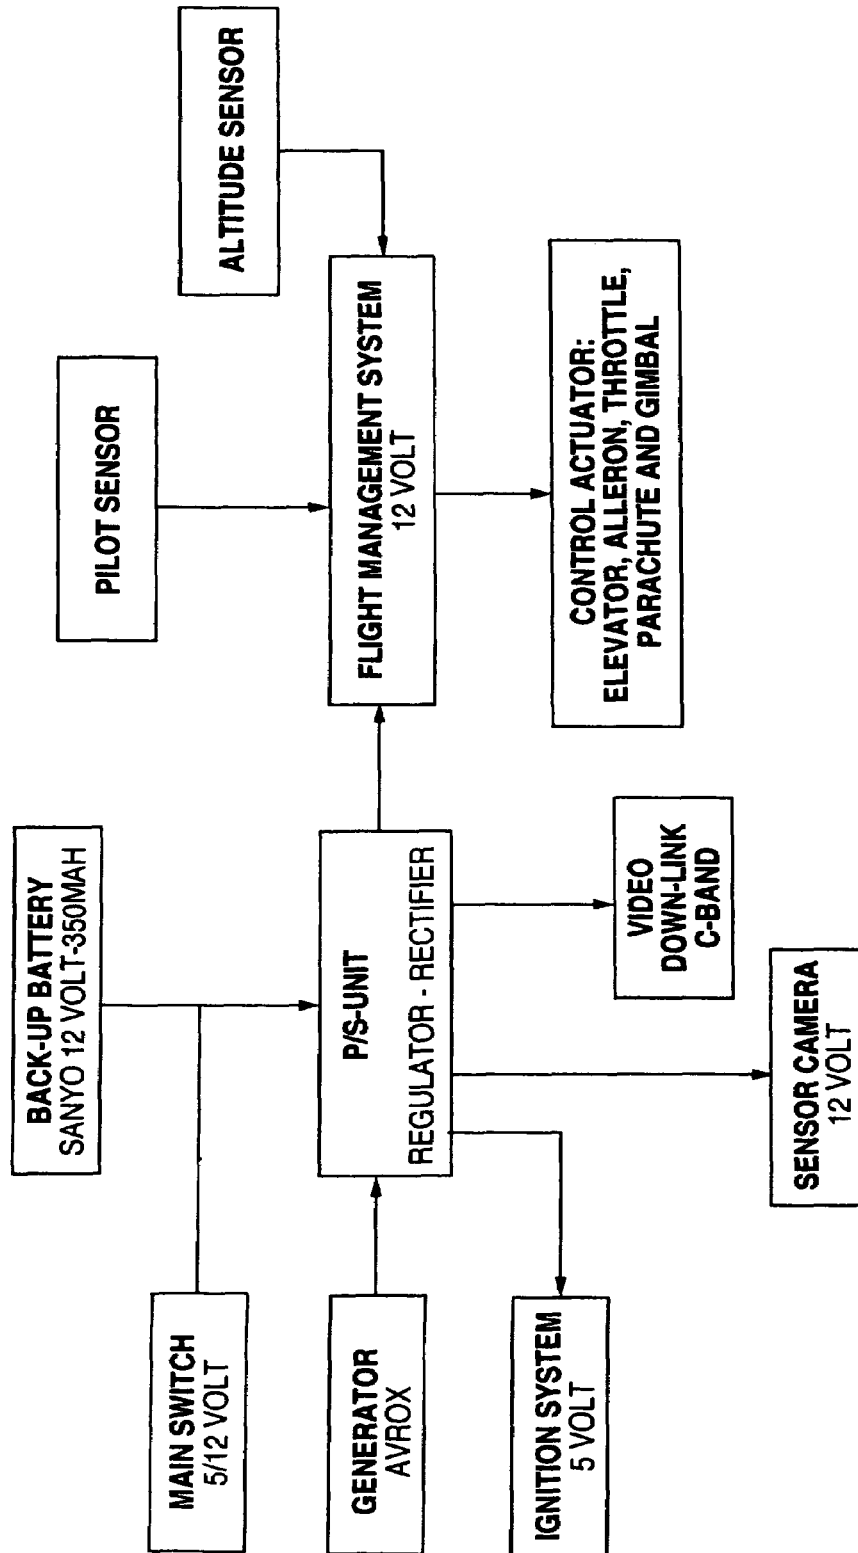 BACK-UP BATTERY
SANYO 12 VOLT-350MAH
PILOT SENSOR
ALTITUDE SENSOR
MAIN SWITCH
5/12 VOLT
GENERATOR
AVROX
P/S-UNIT
REGULATOR - RECTIFIER
FLIGHT MANAGEMENT SYSTEM
12 VOLT
IGNITION SYSTEM
5 VOLT
SENSOR CAMERA
12 VOLT
VIDEO
DOWN-LINK
C-BAND
CONTROL ACTUATOR:
ELEVATOR, ALLERON, THROTTLE,
PARACHUTE AND GIMBAL